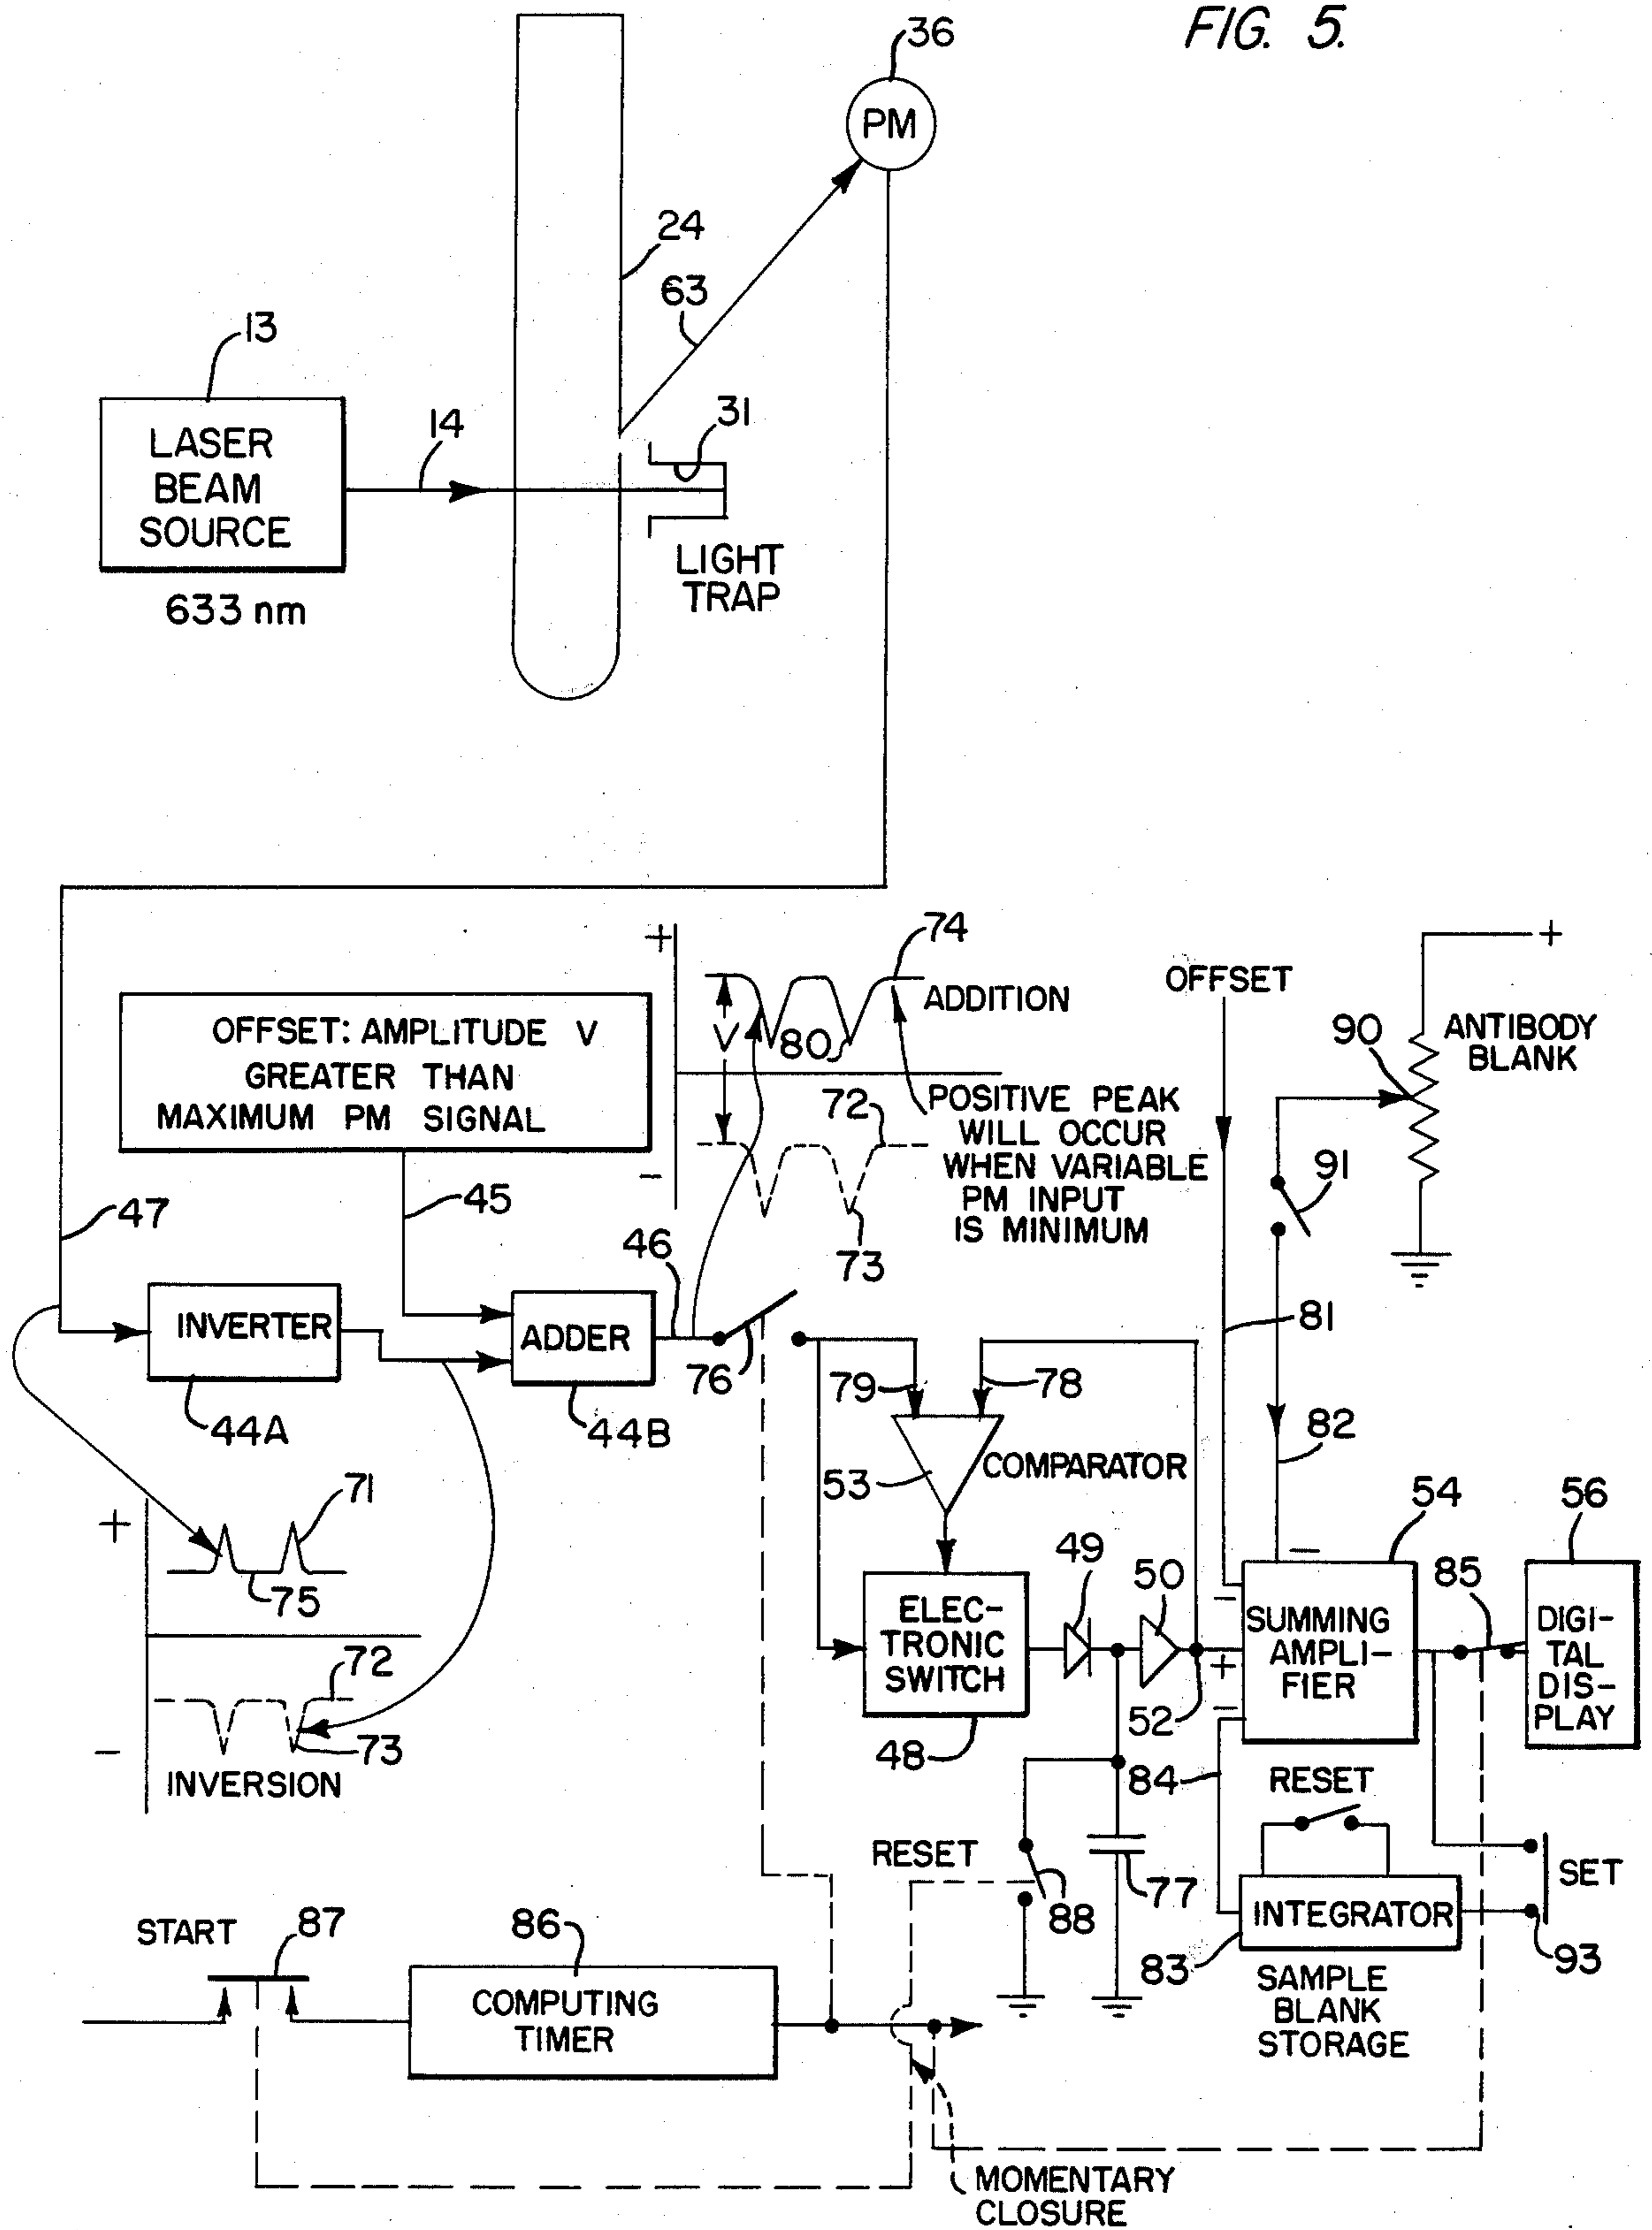 FIG. 5.
36
PM
24
63
13
LASER
BEAM
SOURCE
14
31
LIGHT
TRAP
633 nm
+
74
ADDITION
V
80
OFFSET: AMPLITUDE V
GREATER THAN
MAXIMUM PM SIGNAL
72
POSITIVE PEAK
WILL OCCUR
WHEN VARIABLE
PM INPUT
IS MINIMUM
−
73
OFFSET
+
90
ANTIBODY
BLANK
91
47
45
46
INVERTER
44A
ADDER
44B
76
79
78
81
82
53
COMPARATOR
+
71
75
72
−
73
INVERSION
49
50
54
56
85
−
−
ELEC-
TRONIC
SWITCH
48
52
+
−
SUMMING
AMPLI-
FIER
DIGI-
TAL
DIS-
PLAY
84
RESET
RESET
88
77
SET
INTEGRATOR
83
93
SAMPLE
BLANK
STORAGE
START
87
86
COMPUTING
TIMER
MOMENTARY
CLOSURE